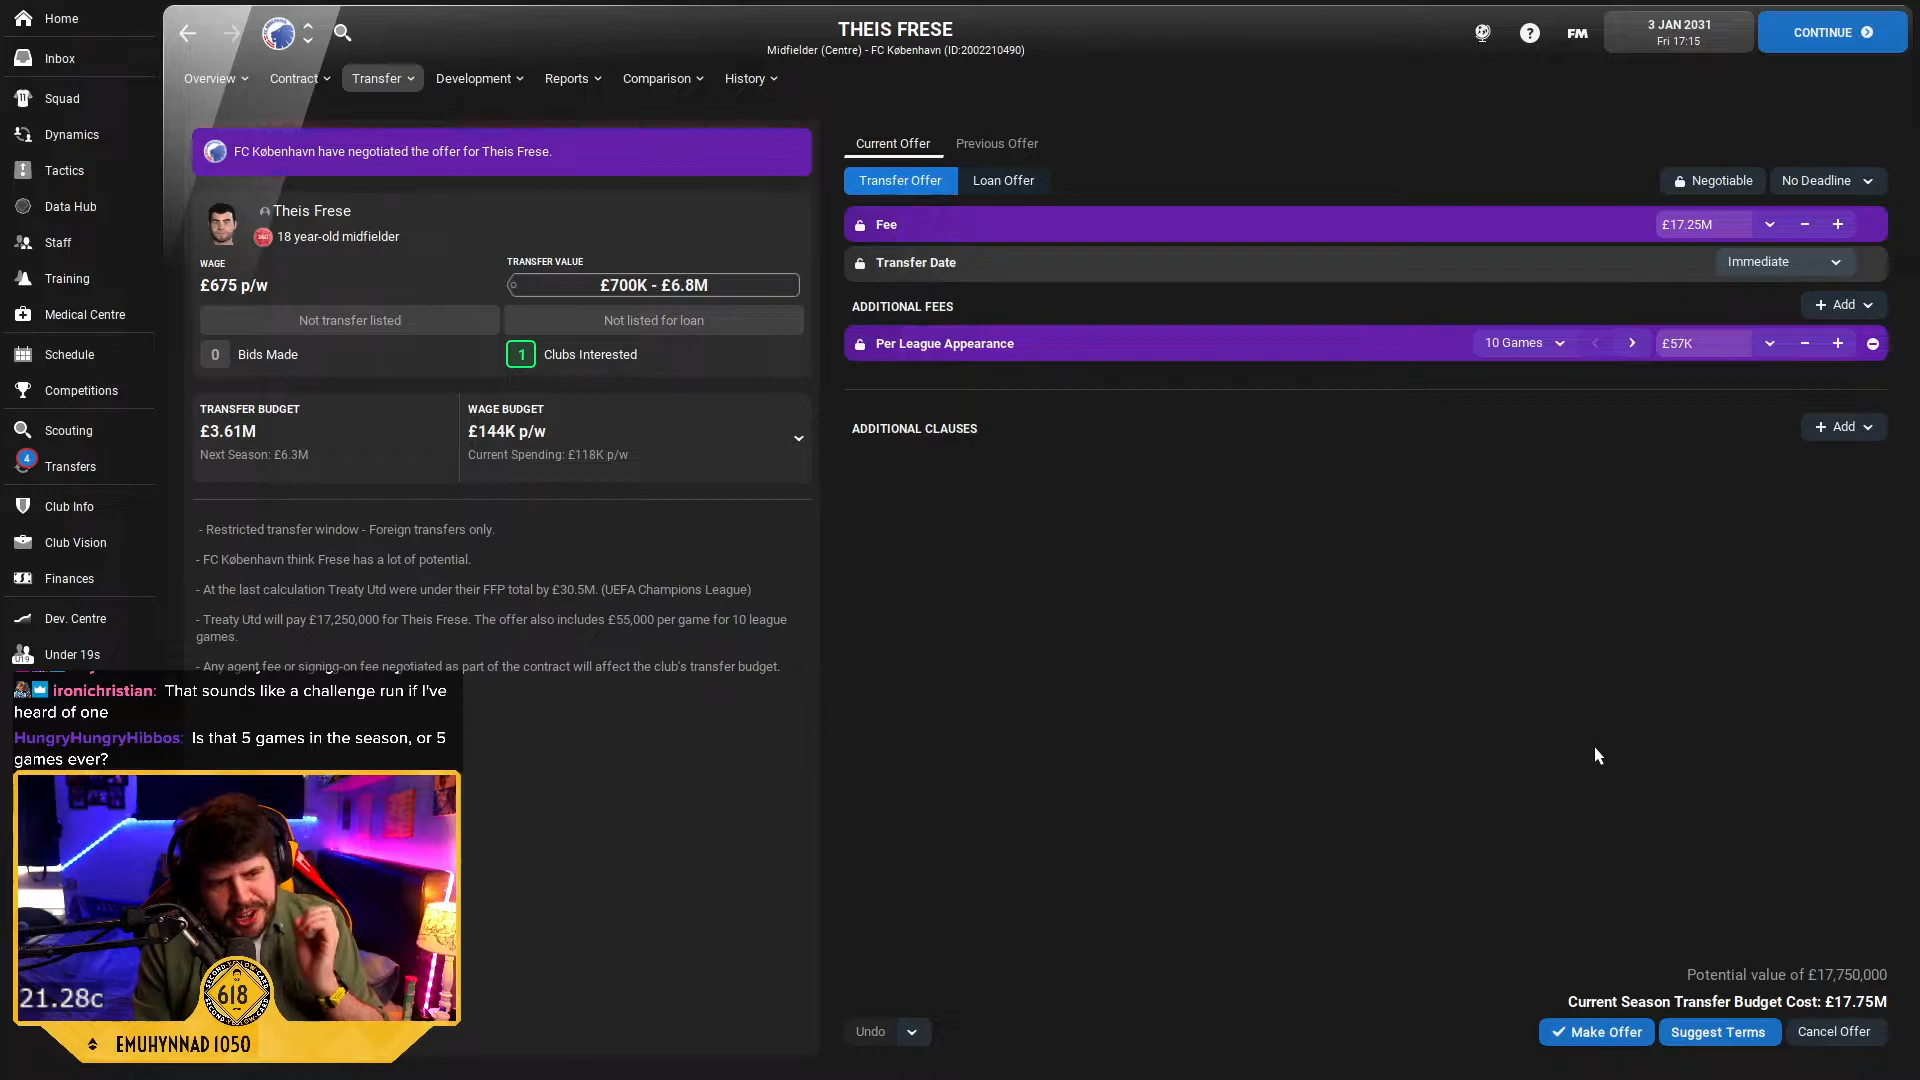 Home
Inbox
Squad
Dynamics
Tactics
Data Hub
Staff
Training
Medical Centre
Schedule
Competitions
Scouting
4
Transfers
Club Info
Club Vision
Finances
Dev. Centre
U19
Under 19s
THEIS FRESE
Midfielder (Centre) - FC København (ID:2002210490)
FM
3 JAN 2031
Fri 17:15
CONTINUE
Overview
Contract
Transfer
Development
Reports
Comparison
History
FC København have negotiated the offer for Theis Frese.
Theis Frese
18 year-old midfielder
WAGE
£675 p/w
TRANSFER VALUE
£700K - £6.8M
Not transfer listed
Not listed for loan
0 Bids Made
1 Clubs Interested
TRANSFER BUDGET
£3.61M
Next Season: £6.3M
WAGE BUDGET
£144K p/w
Current Spending: £118K p/w
- Restricted transfer window - Foreign transfers only.
- FC København think Frese has a lot of potential.
- At the last calculation Treaty Utd were under their FFP total by £30.5M. (UEFA Champions League)
- Treaty Utd will pay £17,250,000 for Theis Frese. The offer also includes £55,000 per game for 10 league
games.
- Any agent fee or signing-on fee negotiated as part of the contract will affect the club's transfer budget.
Current Offer
Previous Offer
Transfer Offer
Loan Offer
Negotiable
No Deadline
Fee
£17.25M
Transfer Date
Immediate
ADDITIONAL FEES
+ Add
Per League Appearance
10 Games
£57K
ADDITIONAL CLAUSES
+ Add
Potential value of £17,750,000
Current Season Transfer Budget Cost: £17.75M
Undo
Make Offer
Suggest Terms
Cancel Offer
ironichristian: That sounds like a challenge run if I've
heard of one
HungryHungryHibbos: Is that 5 games in the season, or 5
games ever?
21.28c
SECOND YELLOW CARD
618
EMUHYNNAD 1050